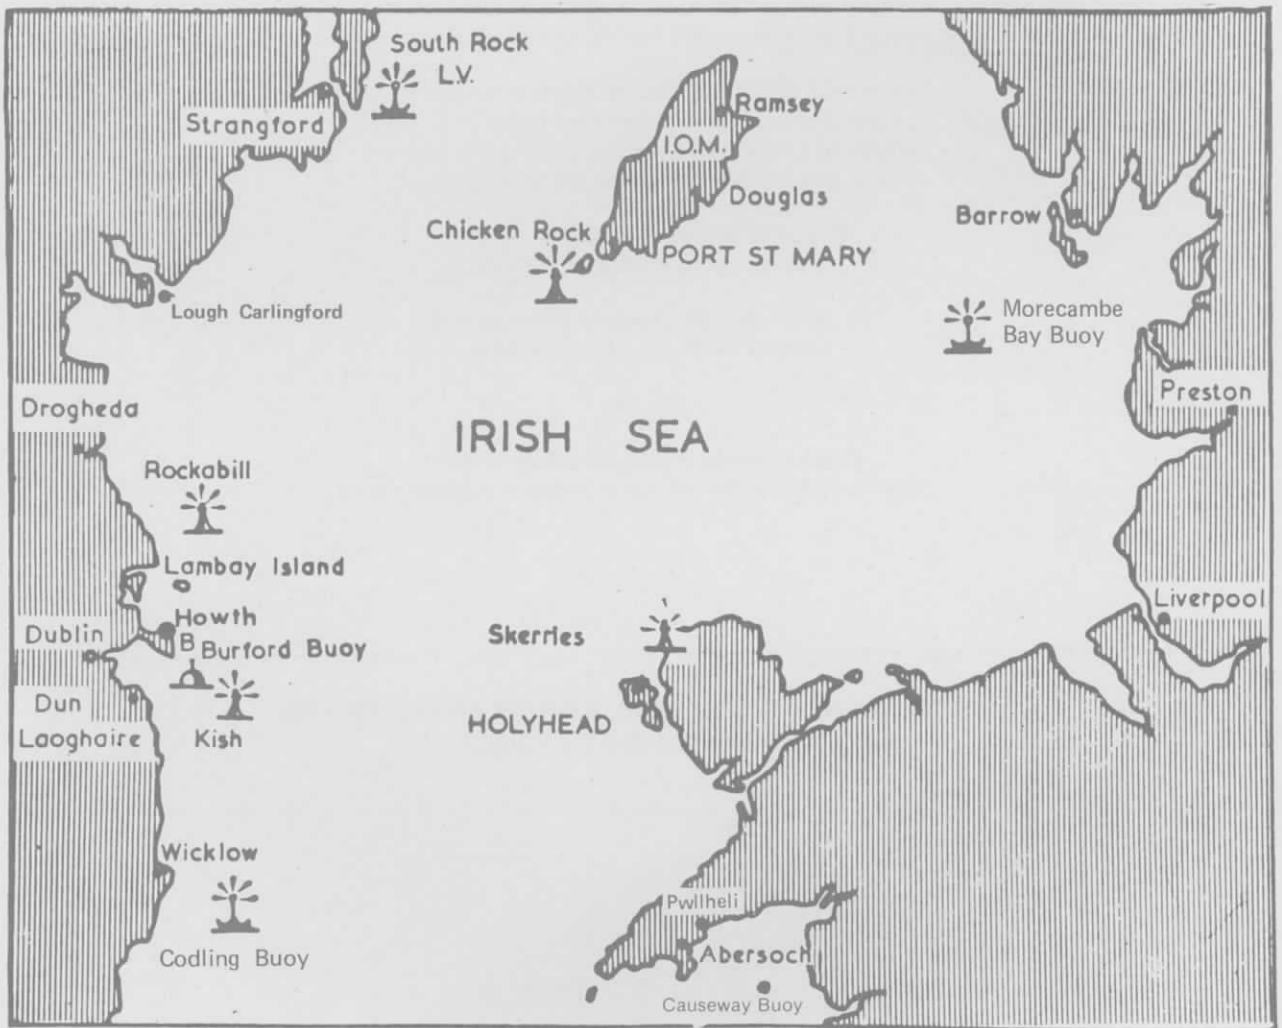 South Rock
L.V.
Strangford
Ramsey
I.O.M.
Douglas
Chicken Rock
PORT ST MARY
Barrow
Lough Carlingford
Morecambe
Bay Buoy
Preston
Drogheda
IRISH SEA
Rockabill
Lambay Island
Howth
Liverpool
Dublin
B
Burford Buoy
Skerries
Dun
Laoghaire
Kish
HOLYHEAD
Wicklow
Codling Buoy
Pwllheli
Abersoch
Causeway Buoy